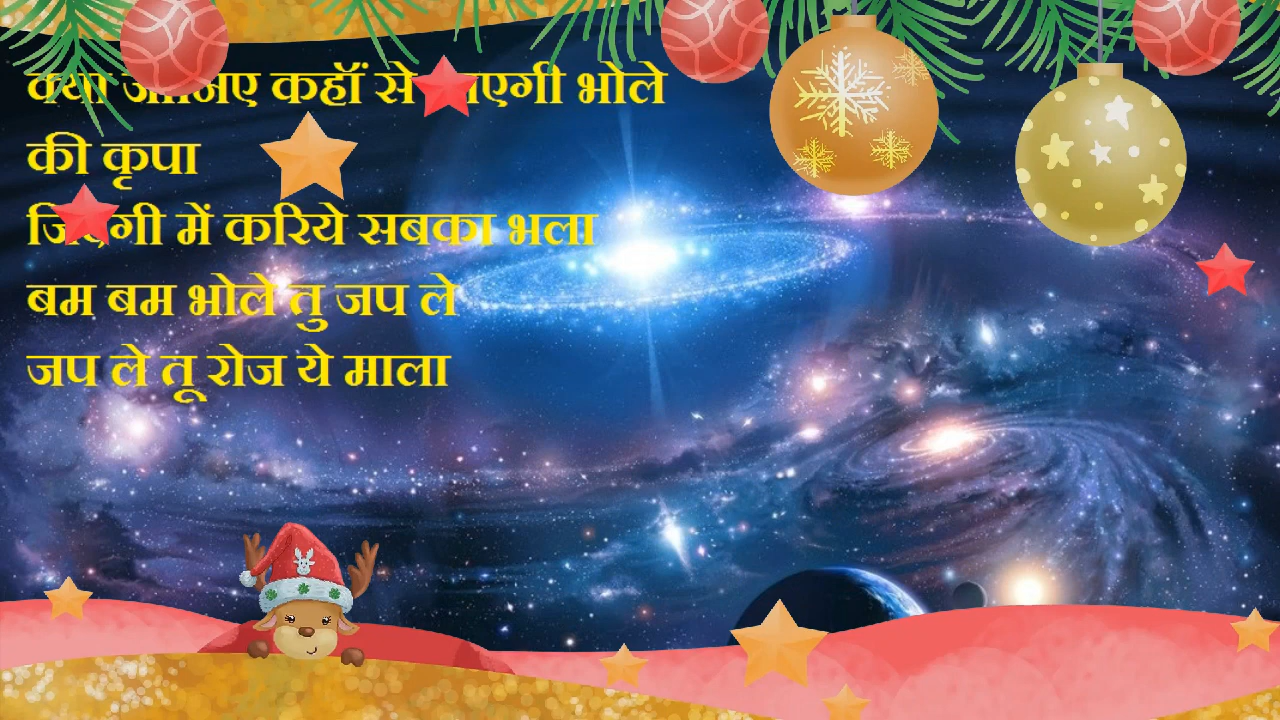 क्या कहॉं से भोले
की कृपा
में करिये सबका भला
बम बम भोले तु जप ले
जप ले तू रोज ये माला